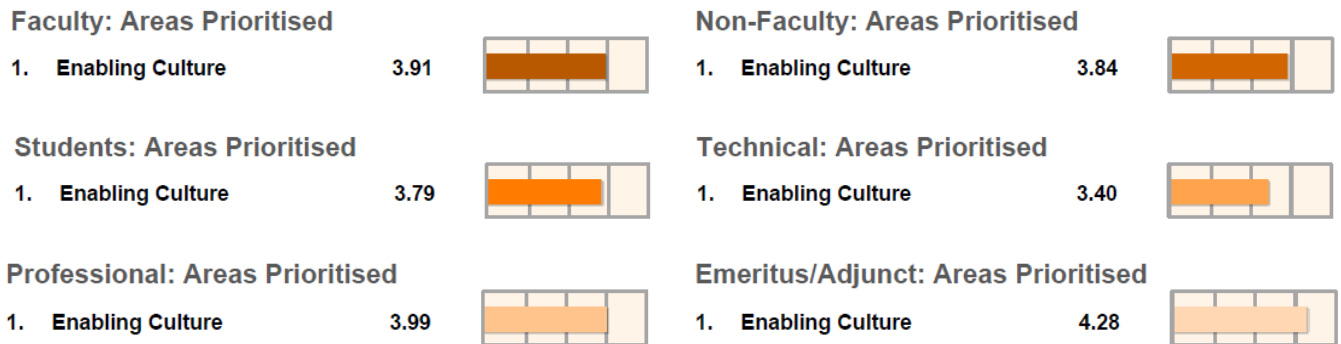 Faculty: Areas Prioritised
1. Enabling Culture 3.91
Non-Faculty: Areas Prioritised
1. Enabling Culture 3.84
Students: Areas Prioritised
1. Enabling Culture 3.79
Technical: Areas Prioritised
1. Enabling Culture 3.40
Professional: Areas Prioritised
1. Enabling Culture 3.99
Emeritus/Adjunct: Areas Prioritised
1. Enabling Culture 4.28